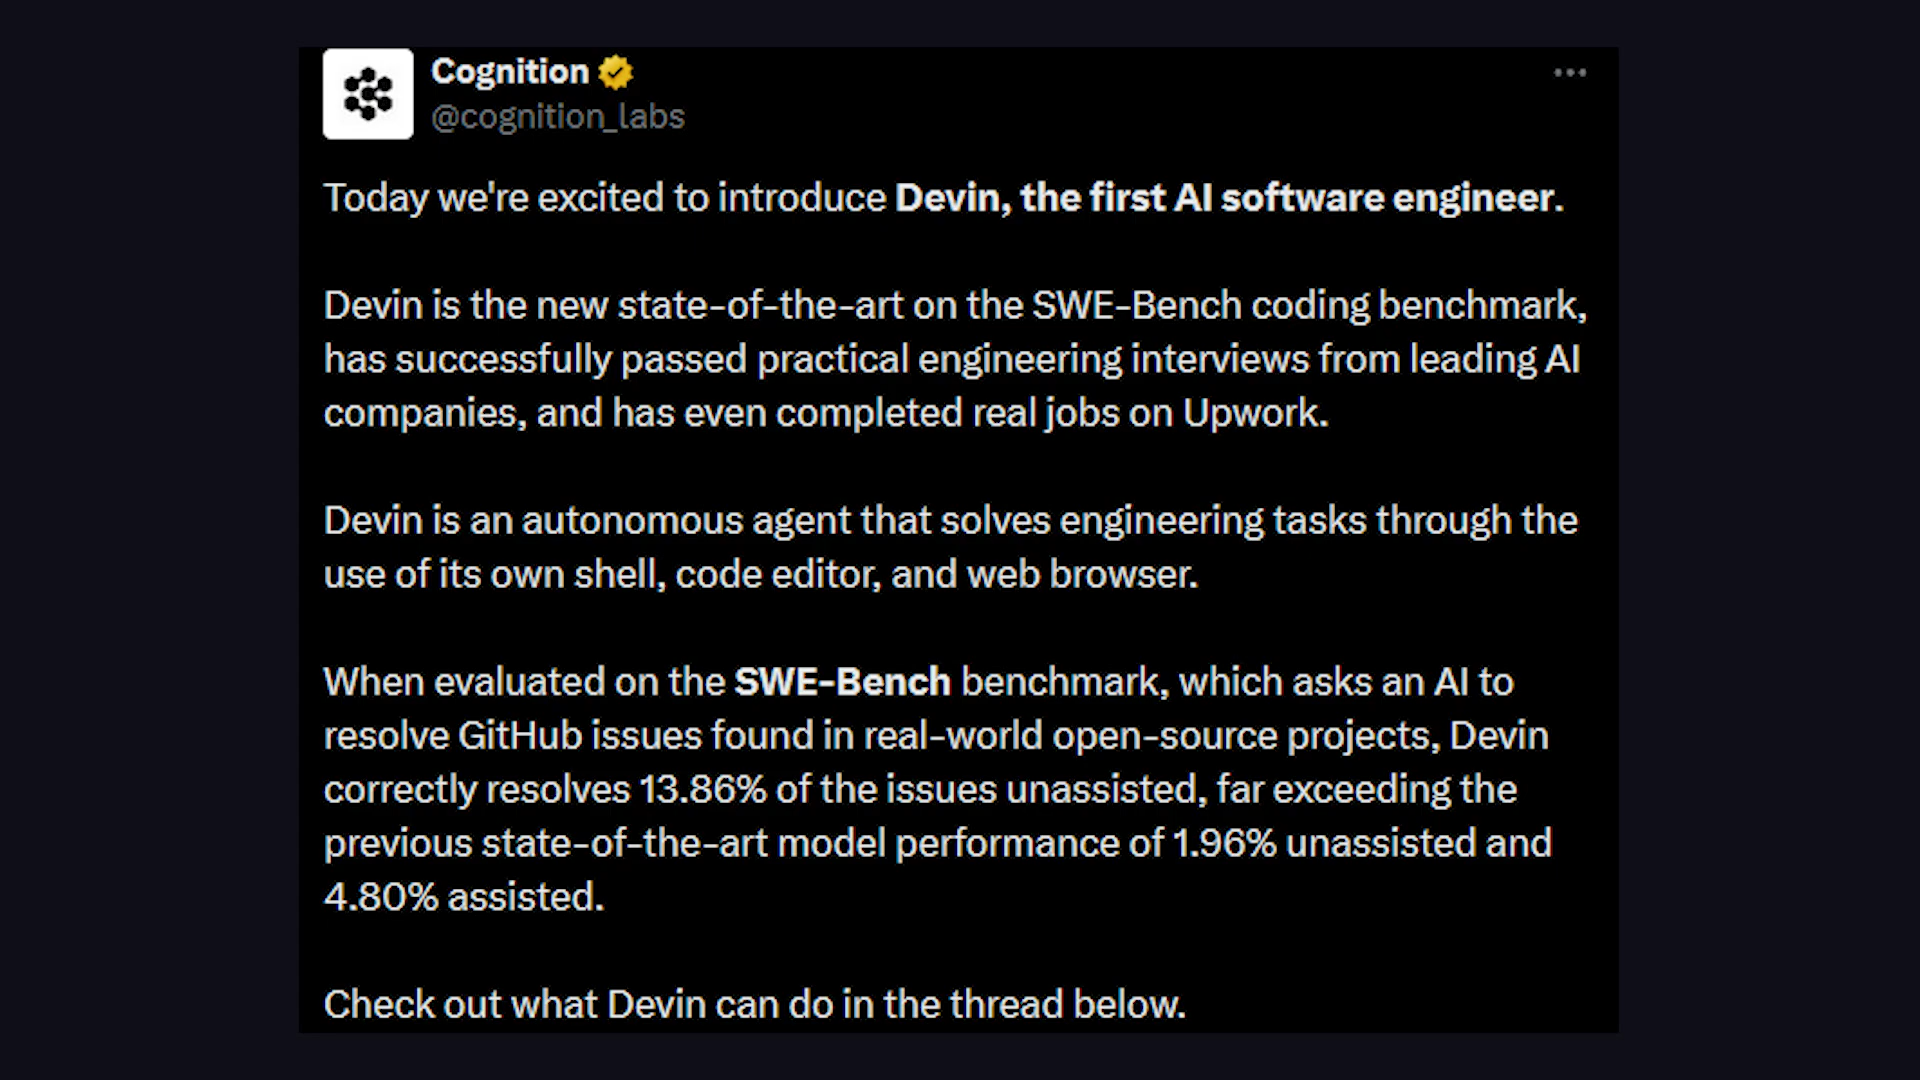 Cognition
@cognition_labs
Today we're excited to introduce Devin, the first AI software engineer.
Devin is the new state-of-the-art on the SWE-Bench coding benchmark,
has successfully passed practical engineering interviews from leading AI
companies, and has even completed real jobs on Upwork.
Devin is an autonomous agent that solves engineering tasks through the
use of its own shell, code editor, and web browser.
When evaluated on the SWE-Bench benchmark, which asks an AI to
resolve GitHub issues found in real-world open-source projects, Devin
correctly resolves 13.86% of the issues unassisted, far exceeding the
previous state-of-the-art model performance of 1.96% unassisted and
4.80% assisted.
Check out what Devin can do in the thread below.